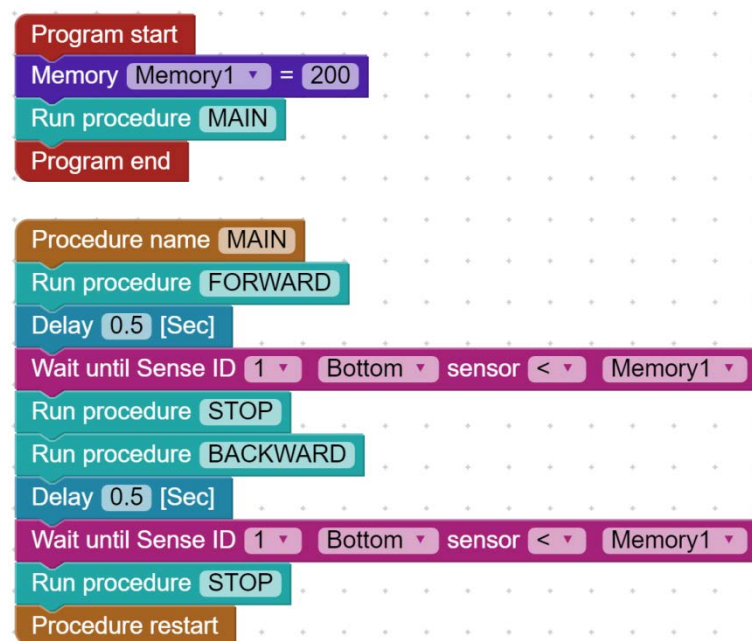 Program start
Memory Memory1 = 200
Run procedure MAIN
Program end
Procedure name MAIN
Run procedure FORWARD
Delay 0.5 [Sec]
Wait until Sense ID 1 Bottom sensor < Memory1
Run procedure STOP
Run procedure BACKWARD
Delay 0.5 [Sec]
Wait until Sense ID 1 Bottom sensor < Memory1
Run procedure STOP
Procedure restart